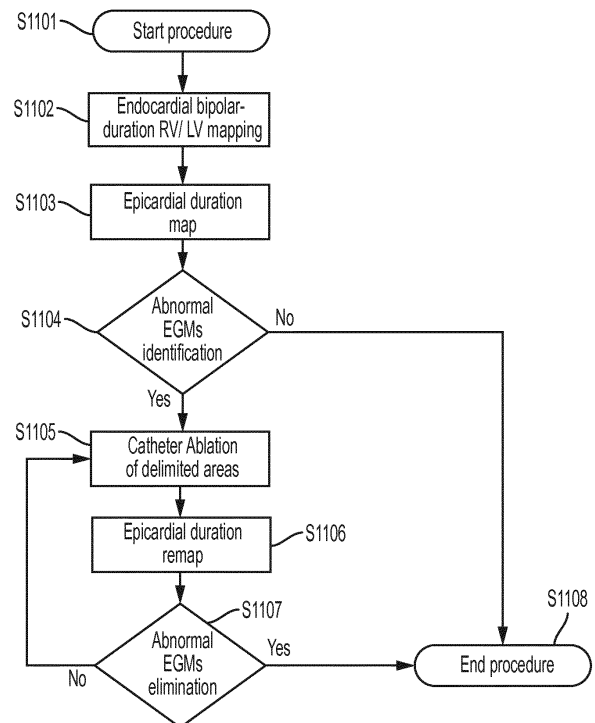 S1101
Start procedure
S1102
Endocardial bipolar-
duration RV/ LV mapping
S1103
Epicardial duration
map
S1104
Abnormal
EGMs
identification
No
Yes
S1105
Catheter Ablation
of delimited areas
Epicardial duration
remap
S1106
S1107
Abnormal
EGMs
elimination
Yes
No
S1108
End procedure